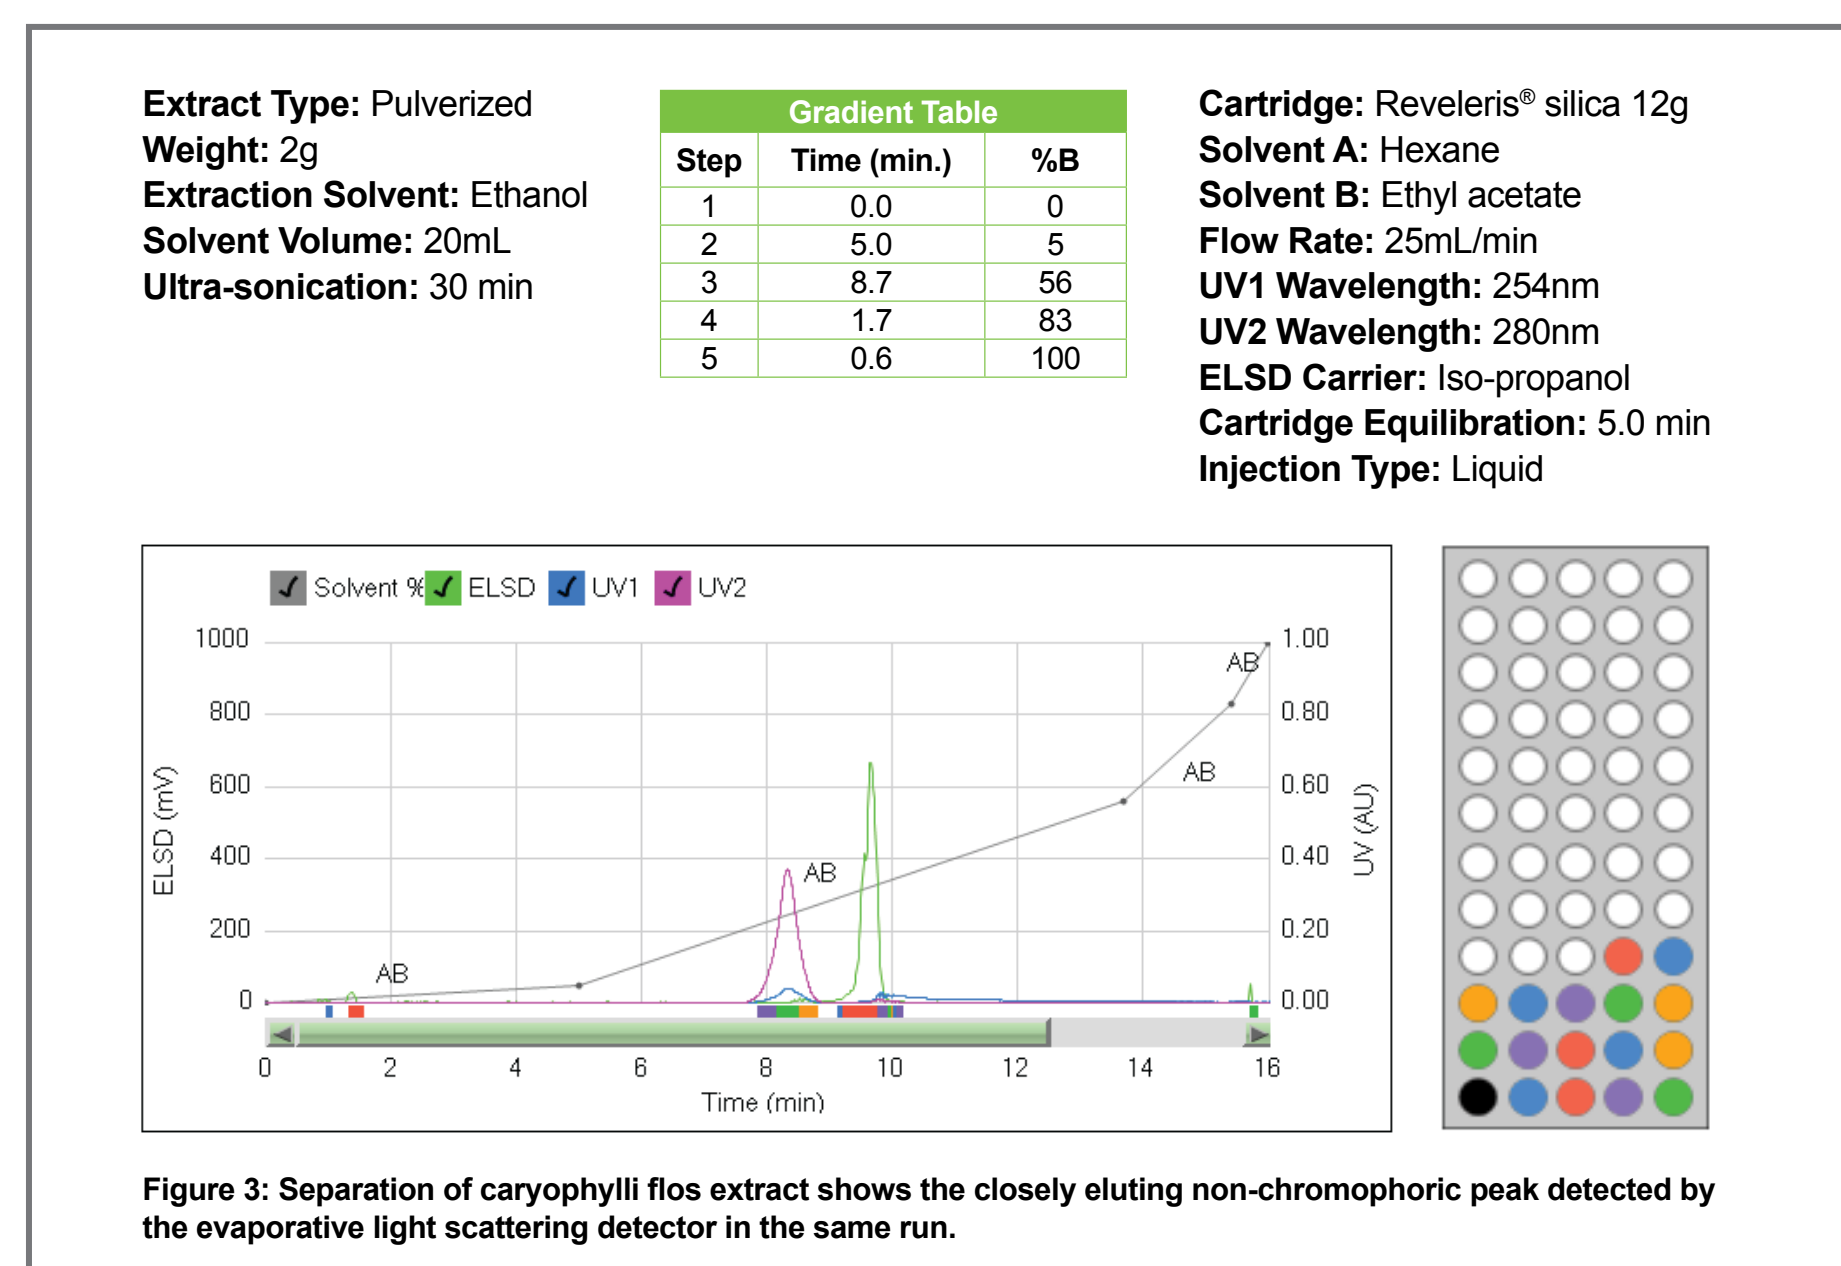 Extract Type: Pulverized
Weight: 2g
Extraction Solvent: Ethanol
Solvent Volume: 20mL
Ultra-sonication: 30 min
Gradient Table
Step Time (min.) %B
1 0.0 0
2 5.0 5
3 8.7 56
4 1.7 83
5 0.6 100
Cartridge: Reveleris® silica 12g
Solvent A: Hexane
Solvent B: Ethyl acetate
Flow Rate: 25mL/min
UV1 Wavelength: 254nm
UV2 Wavelength: 280nm
ELSD Carrier: Iso-propanol
Cartridge Equilibration: 5.0 min
Injection Type: Liquid
Solvent % ELSD UV1 UV2
1000
800
600
400
200
0
ELSD (mV)
AB
AB
AB
AB
1.00
0.80
0.60
0.40
0.20
0.00
UV (AU)
0 2 4 6 8 10 12 14 16
Time (min)
Figure 3: Separation of caryophylli flos extract shows the closely eluting non-chromophoric peak detected by
the evaporative light scattering detector in the same run.